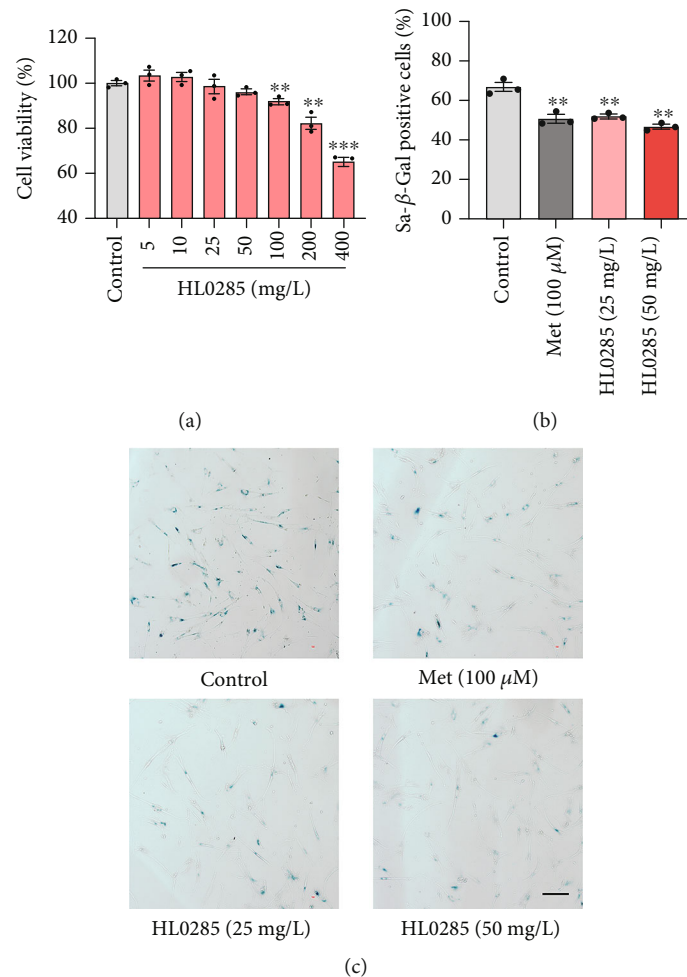 120
100
80
60
40
Cell viability (%)
**
**
***
Control
5
10
25
50
100
200
400
HL0285 (mg/L)
(a)
100
80
60
40
20
0
Sa-β-Gal positive cells (%)
**
**
**
Control
Met (100 μM)
HL0285 (25 mg/L)
HL0285 (50 mg/L)
(b)
Control
Met (100 μM)
HL0285 (25 mg/L)
HL0285 (50 mg/L)
(c)